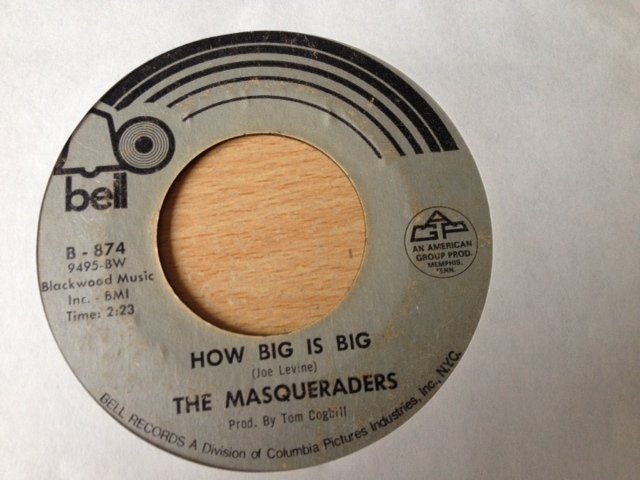 bell
B - 874
9495-BW
Blackwood Music
Inc. - BMI
Time: 2:23
AGP
AN AMERICAN
GROUP PROD.
MEMPHIS,
TENN.
HOW BIG IS BIG
(Joe Levine)
THE MASQUERADERS
Prod. By Tom Cogbill
BELL RECORDS A Division of Columbia Pictures Industries, Inc., N.Y.C.